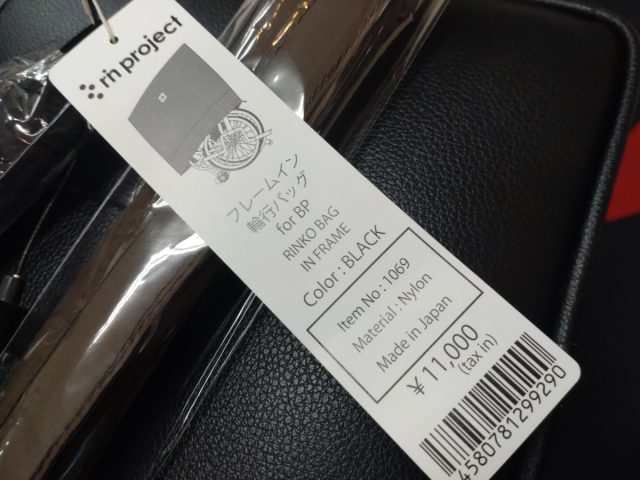 rin project
フレームイン
輪行バッグ
for BP
RINKO BAG
IN FRAME
Color : BLACK
Item No : 1069
Material : Nylon
Made in Japan
¥ 11,000
(tax in)
4580781299290